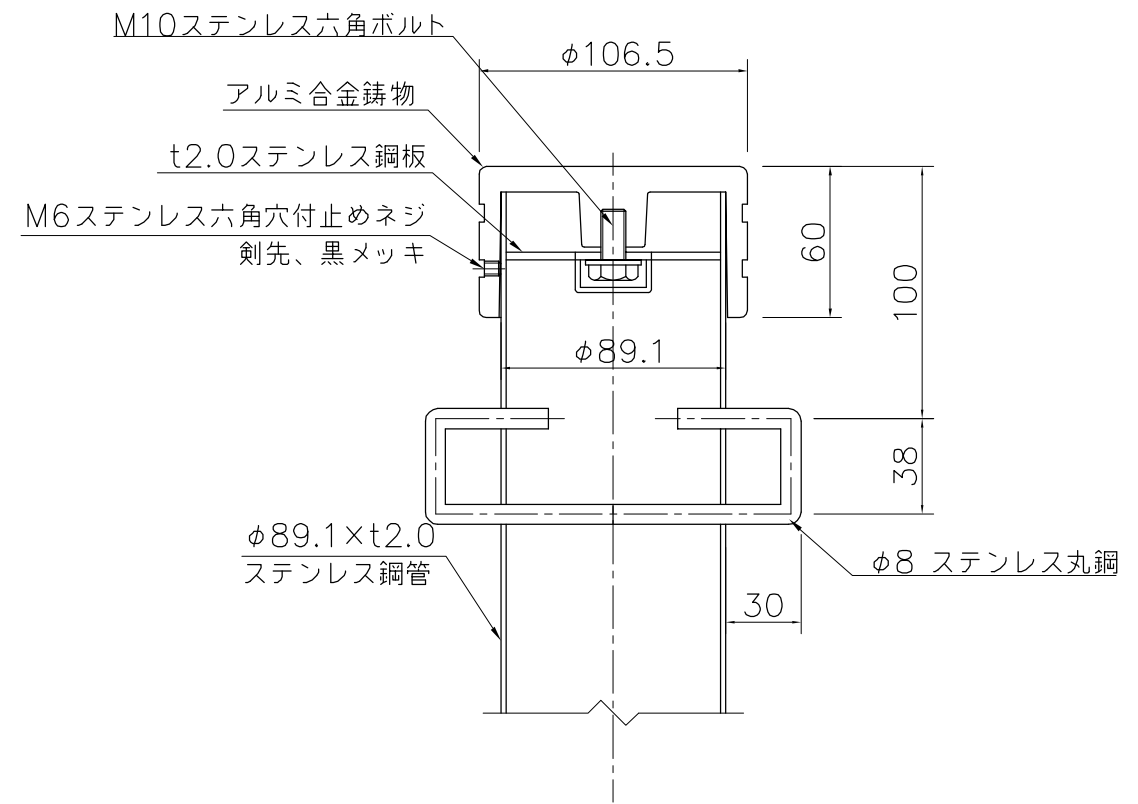 M10ステンレス六角ボルト
φ106.5
アルミ合金鋳物
t2.0ステンレス鋼板
M6ステンレス六角穴付止めネジ
剣先、黒メッキ
60
100
φ89.1
38
φ89.1×t2.0
ステンレス鋼管
φ8 ステンレス丸鋼
30